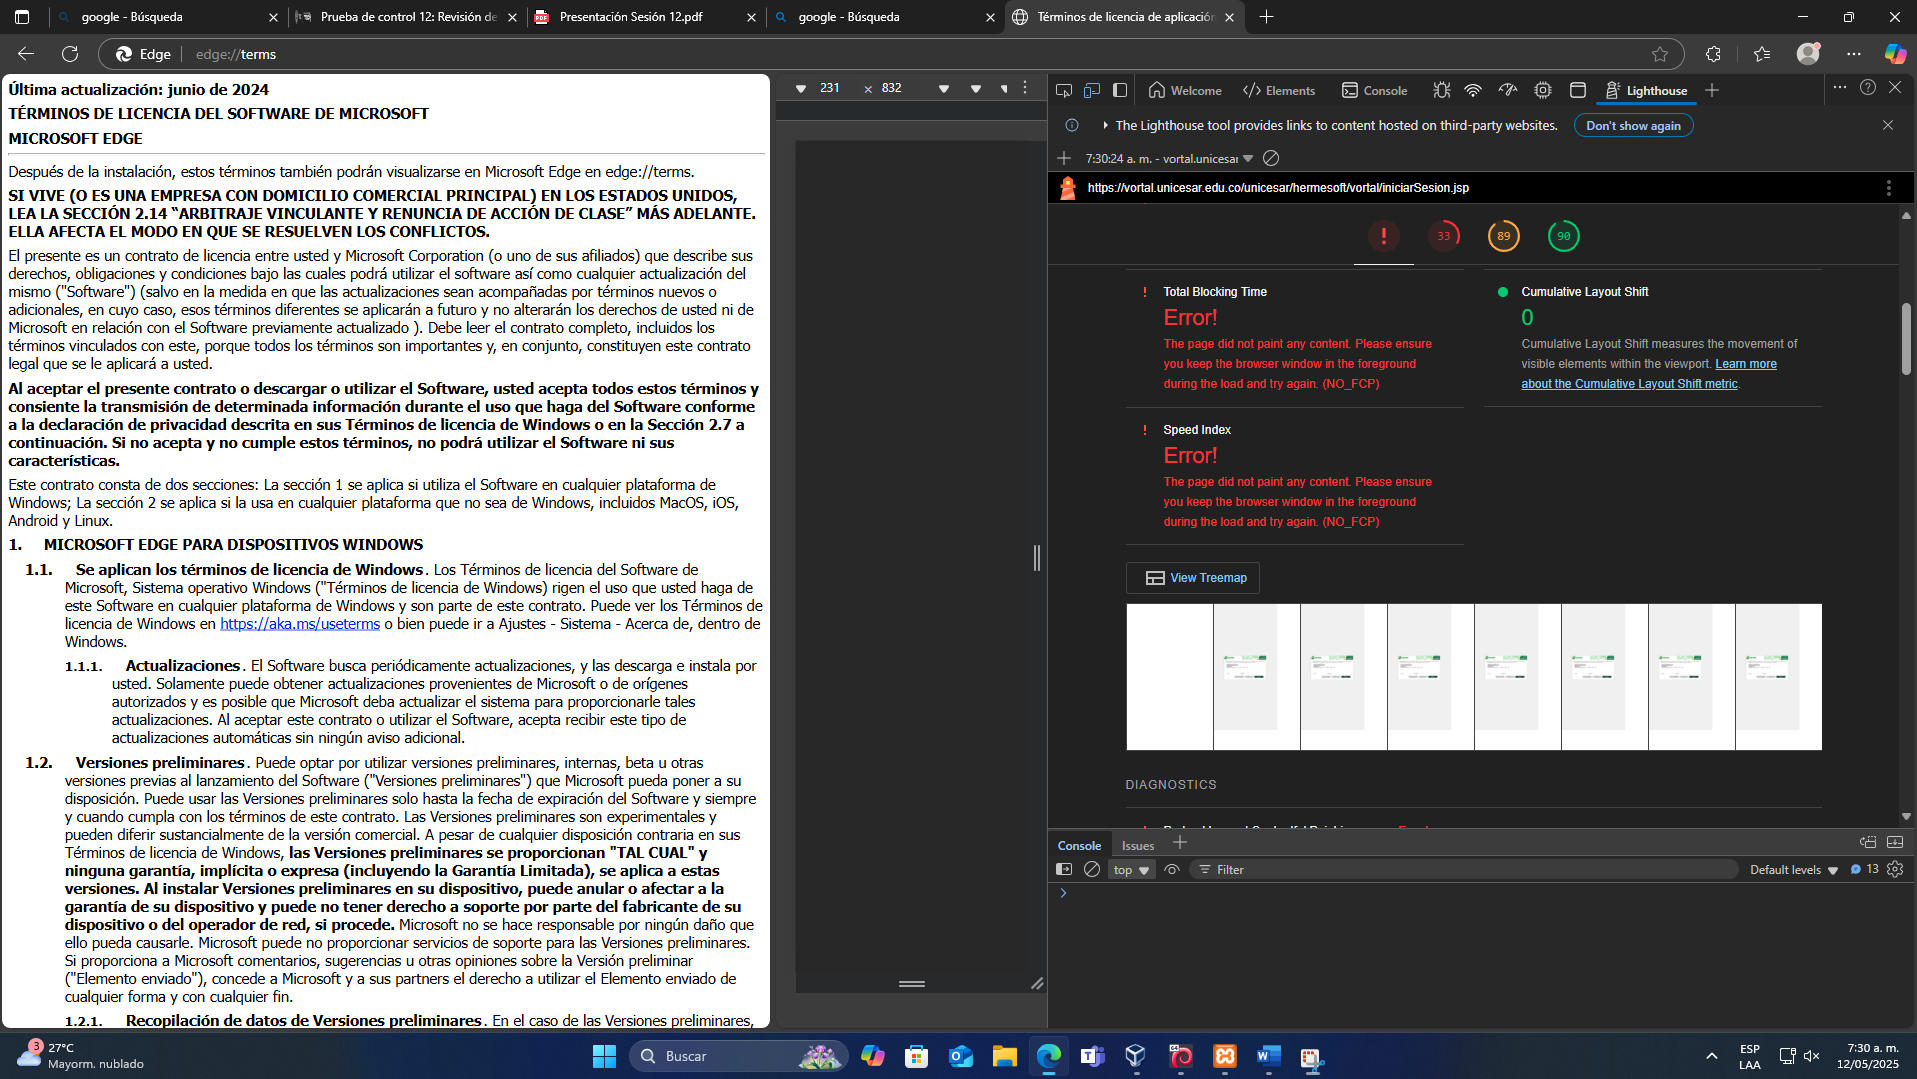 google - Búsqueda
Prueba de control 12: Revisión de
Presentación Sesión 12.pdf
google - Búsqueda
Términos de licencia de aplicación
Edge
edge://terms
Última actualización: junio de 2024
TÉRMINOS DE LICENCIA DEL SOFTWARE DE MICROSOFT
MICROSOFT EDGE
Después de la instalación, estos términos también podrán visualizarse en Microsoft Edge en edge://terms.
SI VIVE (O ES UNA EMPRESA CON DOMICILIO COMERCIAL PRINCIPAL) EN LOS ESTADOS UNIDOS,
LEA LA SECCIÓN 2.14 “ARBITRAJE VINCULANTE Y RENUNCIA DE ACCIÓN DE CLASE” MÁS ADELANTE.
ELLA AFECTA EL MODO EN QUE SE RESUELVEN LOS CONFLICTOS.
El presente es un contrato de licencia entre usted y Microsoft Corporation (o uno de sus afiliados) que describe sus
derechos, obligaciones y condiciones bajo las cuales podrá utilizar el software así como cualquier actualización del
mismo ("Software") (salvo en la medida en que las actualizaciones sean acompañadas por términos nuevos o
adicionales, en cuyo caso, esos términos diferentes se aplicarán a futuro y no alterarán los derechos de usted ni de
Microsoft en relación con el Software previamente actualizado ). Debe leer el contrato completo, incluidos los
términos vinculados con este, porque todos los términos son importantes y, en conjunto, constituyen este contrato
legal que se le aplicará a usted.
Al aceptar el presente contrato o descargar o utilizar el Software, usted acepta todos estos términos y
consiente la transmisión de determinada información durante el uso que haga del Software conforme
a la declaración de privacidad descrita en sus Términos de licencia de Windows o en la Sección 2.7 a
continuación. Si no acepta y no cumple estos términos, no podrá utilizar el Software ni sus
características.
Este contrato consta de dos secciones: La sección 1 se aplica si utiliza el Software en cualquier plataforma de
Windows; La sección 2 se aplica si la usa en cualquier plataforma que no sea de Windows, incluidos MacOS, iOS,
Android y Linux.
1. MICROSOFT EDGE PARA DISPOSITIVOS WINDOWS
1.1. Se aplican los términos de licencia de Windows. Los Términos de licencia del Software de
Microsoft, Sistema operativo Windows ("Términos de licencia de Windows) rigen el uso que usted haga de
este Software en cualquier plataforma de Windows y son parte de este contrato. Puede ver los Términos de
licencia de Windows en https://aka.ms/useterms o bien puede ir a Ajustes - Sistema - Acerca de, dentro de
Windows.
1.1.1. Actualizaciones. El Software busca periódicamente actualizaciones, y las descarga e instala por
usted. Solamente puede obtener actualizaciones provenientes de Microsoft o de orígenes
autorizados y es posible que Microsoft deba actualizar el sistema para proporcionarle tales
actualizaciones. Al aceptar este contrato o utilizar el Software, acepta recibir este tipo de
actualizaciones automáticas sin ningún aviso adicional.
1.2. Versiones preliminares. Puede optar por utilizar versiones preliminares, internas, beta u otras
versiones previas al lanzamiento del Software ("Versiones preliminares") que Microsoft pueda poner a su
disposición. Puede usar las Versiones preliminares solo hasta la fecha de expiración del Software y siempre
y cuando cumpla con los términos de este contrato. Las Versiones preliminares son experimentales y
pueden diferir sustancialmente de la versión comercial. A pesar de cualquier disposición contraria en sus
Términos de licencia de Windows, las Versiones preliminares se proporcionan "TAL CUAL" y
ninguna garantía, implícita o expresa (incluyendo la Garantía Limitada), se aplica a estas
versiones. Al instalar Versiones preliminares en su dispositivo, puede anular o afectar a la
garantía de su dispositivo y puede no tener derecho a soporte por parte del fabricante de su
dispositivo o del operador de red, si procede. Microsoft no se hace responsable por ningún daño que
ello pueda causarle. Microsoft puede no proporcionar servicios de soporte para las Versiones preliminares.
Si proporciona a Microsoft comentarios, sugerencias u otras opiniones sobre la Versión preliminar
("Elemento enviado"), concede a Microsoft y a sus partners el derecho a utilizar el Elemento enviado de
cualquier forma y con cualquier fin.
1.2.1. Recopilación de datos de Versiones preliminares. En el caso de las Versiones preliminares,
231 × 832
Welcome
Elements
Console
Lighthouse
The Lighthouse tool provides links to content hosted on third-party websites.
Don't show again
7:30:24 a. m. - vortal.unicesar
https://vortal.unicesar.edu.co/unicesar/hermesoft/vortal/iniciarSesion.jsp
33
89
90
Total Blocking Time
Error!
The page did not paint any content. Please ensure
you keep the browser window in the foreground
during the load and try again. (NO_FCP)
Cumulative Layout Shift
0
Cumulative Layout Shift measures the movement of
visible elements within the viewport. Learn more
about the Cumulative Layout Shift metric.
Speed Index
Error!
The page did not paint any content. Please ensure
you keep the browser window in the foreground
during the load and try again. (NO_FCP)
View Treemap
DIAGNOSTICS
Console
Issues
top
Filter
Default levels
13
3
27°C
Mayorm. nublado
Buscar
ESP
LAA
7:30 a. m.
12/05/2025